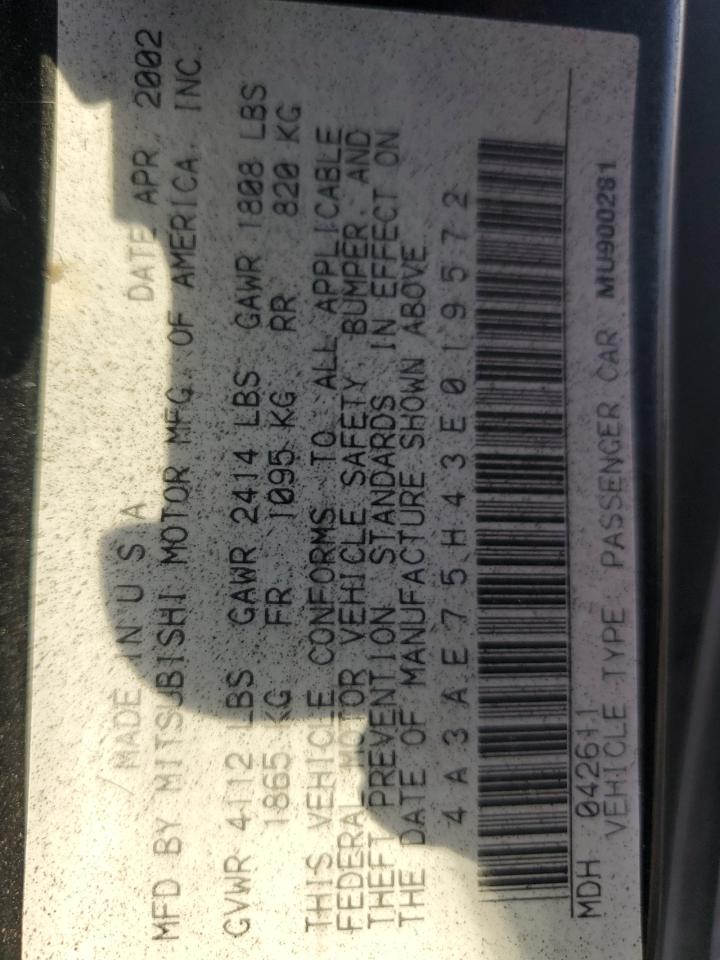 MADE IN U S A DATE APR 2002
MFD BY MITSUBISHI MOTOR MFG. OF AMERICA, INC.
GVWR 4112 LBS GAWR 2414 LBS GAWR 1808 LBS
1865 KG FR 1095 KG RR 820 KG
THIS VEHICLE CONFORMS TO ALL APPLICABLE
FEDERAL MOTOR VEHICLE SAFETY, BUMPER, AND
THEFT PREVENTION STANDARDS IN EFFECT ON
THE DATE OF MANUFACTURE SHOWN ABOVE.
4A3AE75H43E019572
MDH 042611
VEHICLE TYPE PASSENGER CAR MU900281